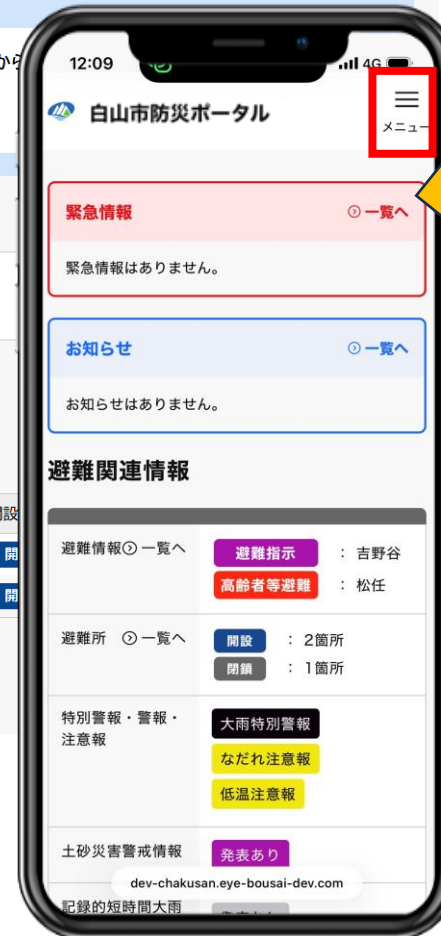 から
12:09
4G
白山市防災ポータル
メニュー
緊急情報
一覧へ
緊急情報はありません。
お知らせ
一覧へ
お知らせはありません。
避難関連情報
避難情報 一覧へ
避難指示 : 吉野谷
高齢者等避難 : 松任
避難所 一覧へ
開設 : 2箇所
閉鎖 : 1箇所
特別警報・警報・
注意報
大雨特別警報
なだれ注意報
低温注意報
土砂災害警戒情報
発表あり
dev-chakusan.eye-bousai-dev.com
記録的短時間大雨
設
開
開